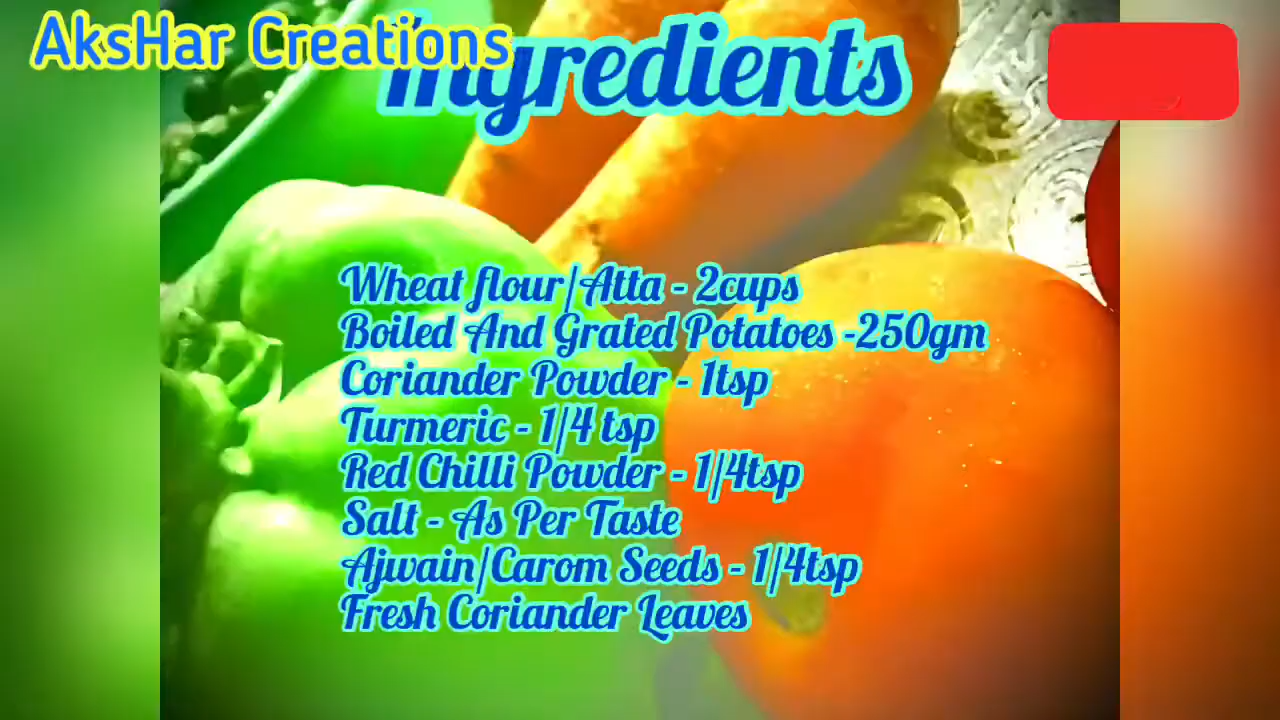 AksHar Creations
Ingredients
Wheat flour/Atta - 2cups
Boiled And Grated Potatoes -250gm
Coriander Powder - 1tsp
Turmeric - 1/4 tsp
Red Chilli Powder - 1/4tsp
Salt - As Per Taste
Ajwain/Carom Seeds - 1/4tsp
Fresh Coriander Leaves